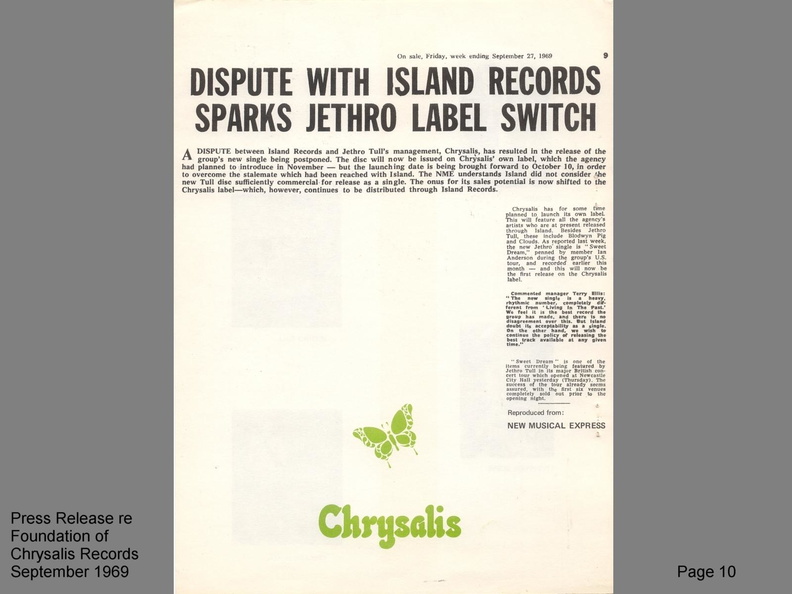 On sale, Friday, week ending September 27, 1969 9
DISPUTE WITH ISLAND RECORDS
SPARKS JETHRO LABEL SWITCH
A DISPUTE between Island Records and Jethro Tull's management, Chrysalis, has resulted in the release of the
group's new single being postponed. The disc will now be issued on Chrysalis' own label, which the agency
had planned to introduce in November — but the launching date is being brought forward to October 10, in order
to overcome the stalemate which had been reached with Island. The NME understands Island did not consider the
new Tull disc sufficiently commercial for release as a single. The onus for its sales potential is now shifted to the
Chrysalis label—which, however, continues to be distributed through Island Records.
Chrysalis has for some time
planned to launch its own label.
This will feature all the agency's
artists who are at present released
through Island. Besides Jethro
Tull, these include Blodwyn Pig
and Clouds. As reported last week,
the new Jethro single is "Sweet
Dream," penned by member Ian
Anderson during the group's U.S.
tour, and recorded earlier this
month — and this will now be
the first release on the Chrysalis
label.
Commented manager Terry Ellis:
"The new single is a heavy,
rhythmic number, completely dif-
ferent from 'Living In The Past.'
We feel it is the best record the
group has made, and there is no
disagreement over this. But Island
doubt its acceptability as a single.
On the other hand, we wish to
continue the policy of releasing the
best track available at any given
time."
"Sweet Dream" is one of the
items currently being featured by
Jethro Tull in its major British con-
cert tour which opened at Newcastle
City Hall yesterday (Thursday). The
success of the tour already seems
assured, with the first six venues
completely sold out prior to the
opening night.
Reproduced from:
NEW MUSICAL EXPRESS
Chrysalis
Press Release re
Foundation of
Chrysalis Records
September 1969
Page 10